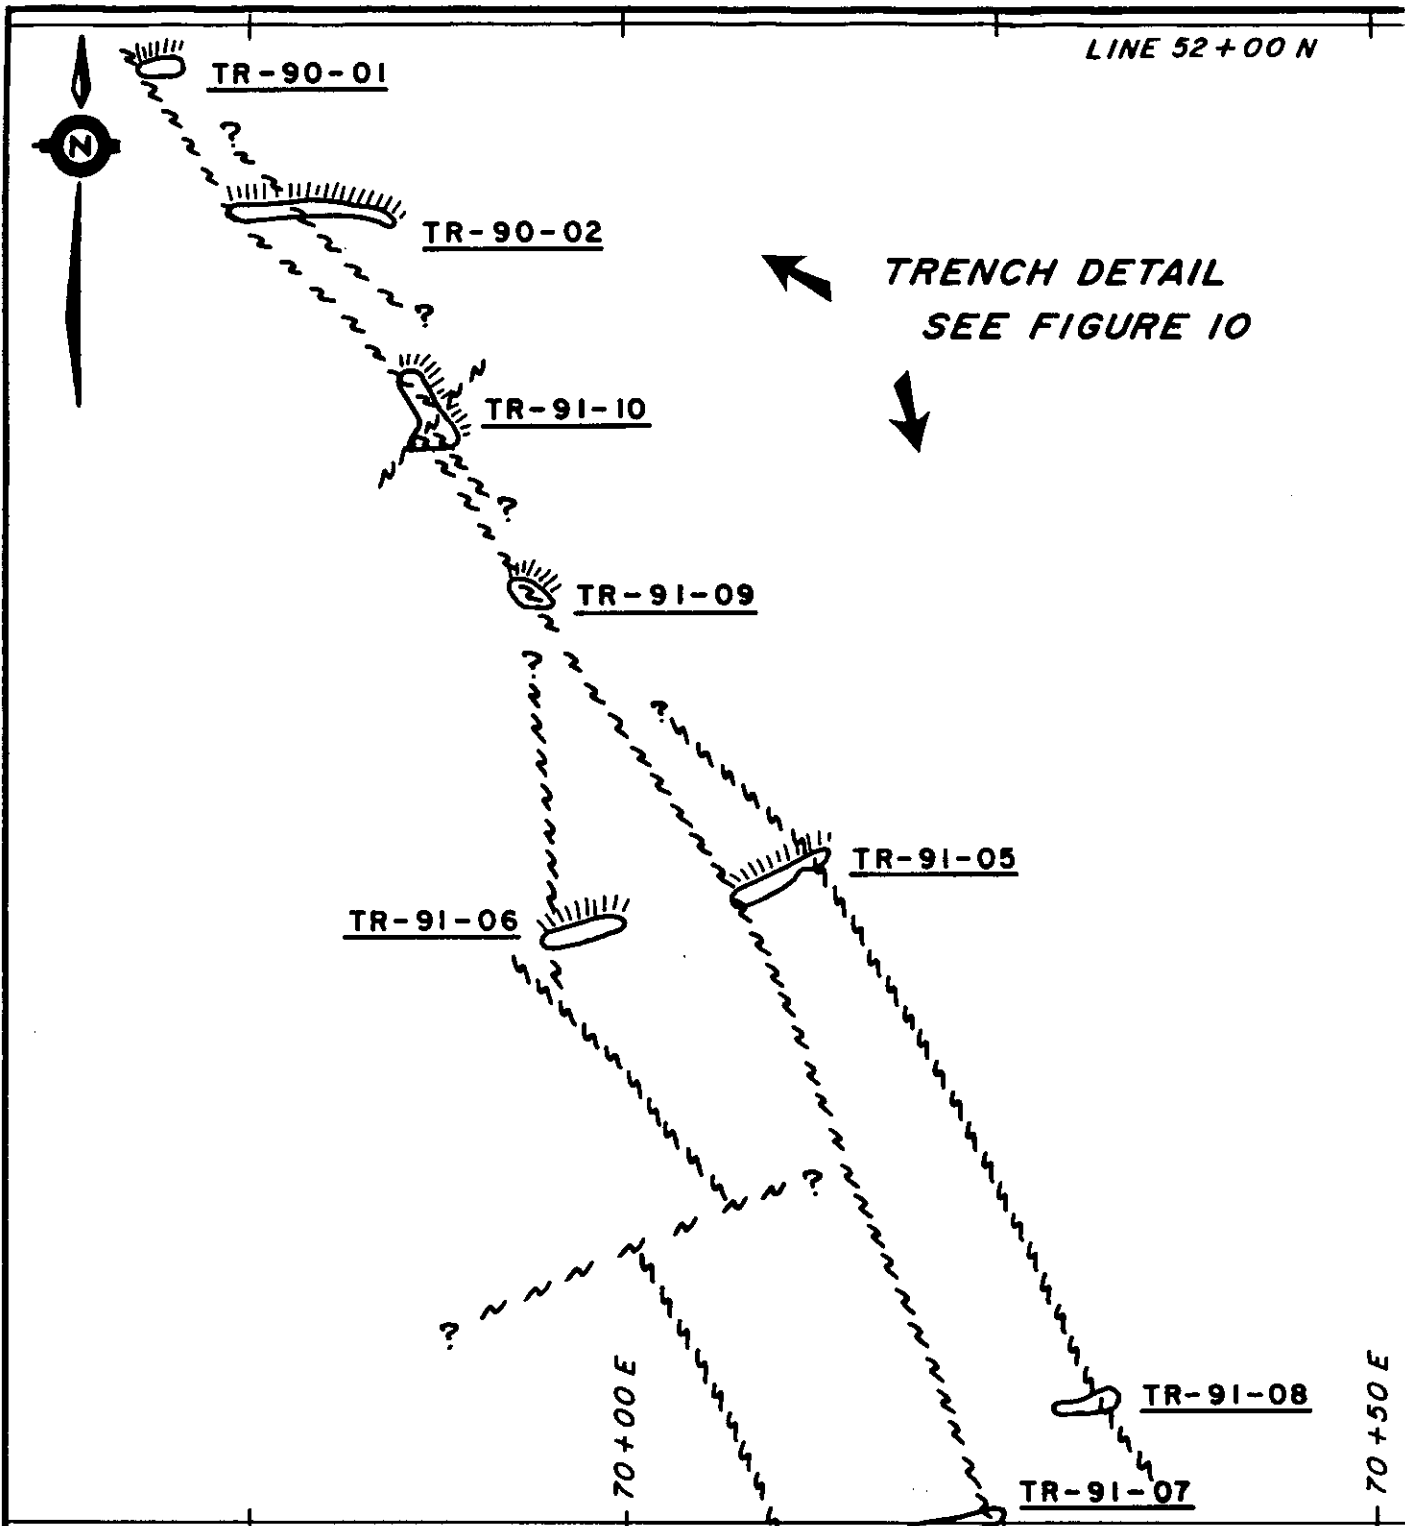 LINE 52+00 N
TR-90-01
N
?
TR-90-02
TRENCH DETAIL
SEE FIGURE 10
?
TR-91-10
?
TR-91-09
?
?
TR-91-05
TR-91-06
?
?
70+00 E
70+50 E
TR-91-08
TR-91-07